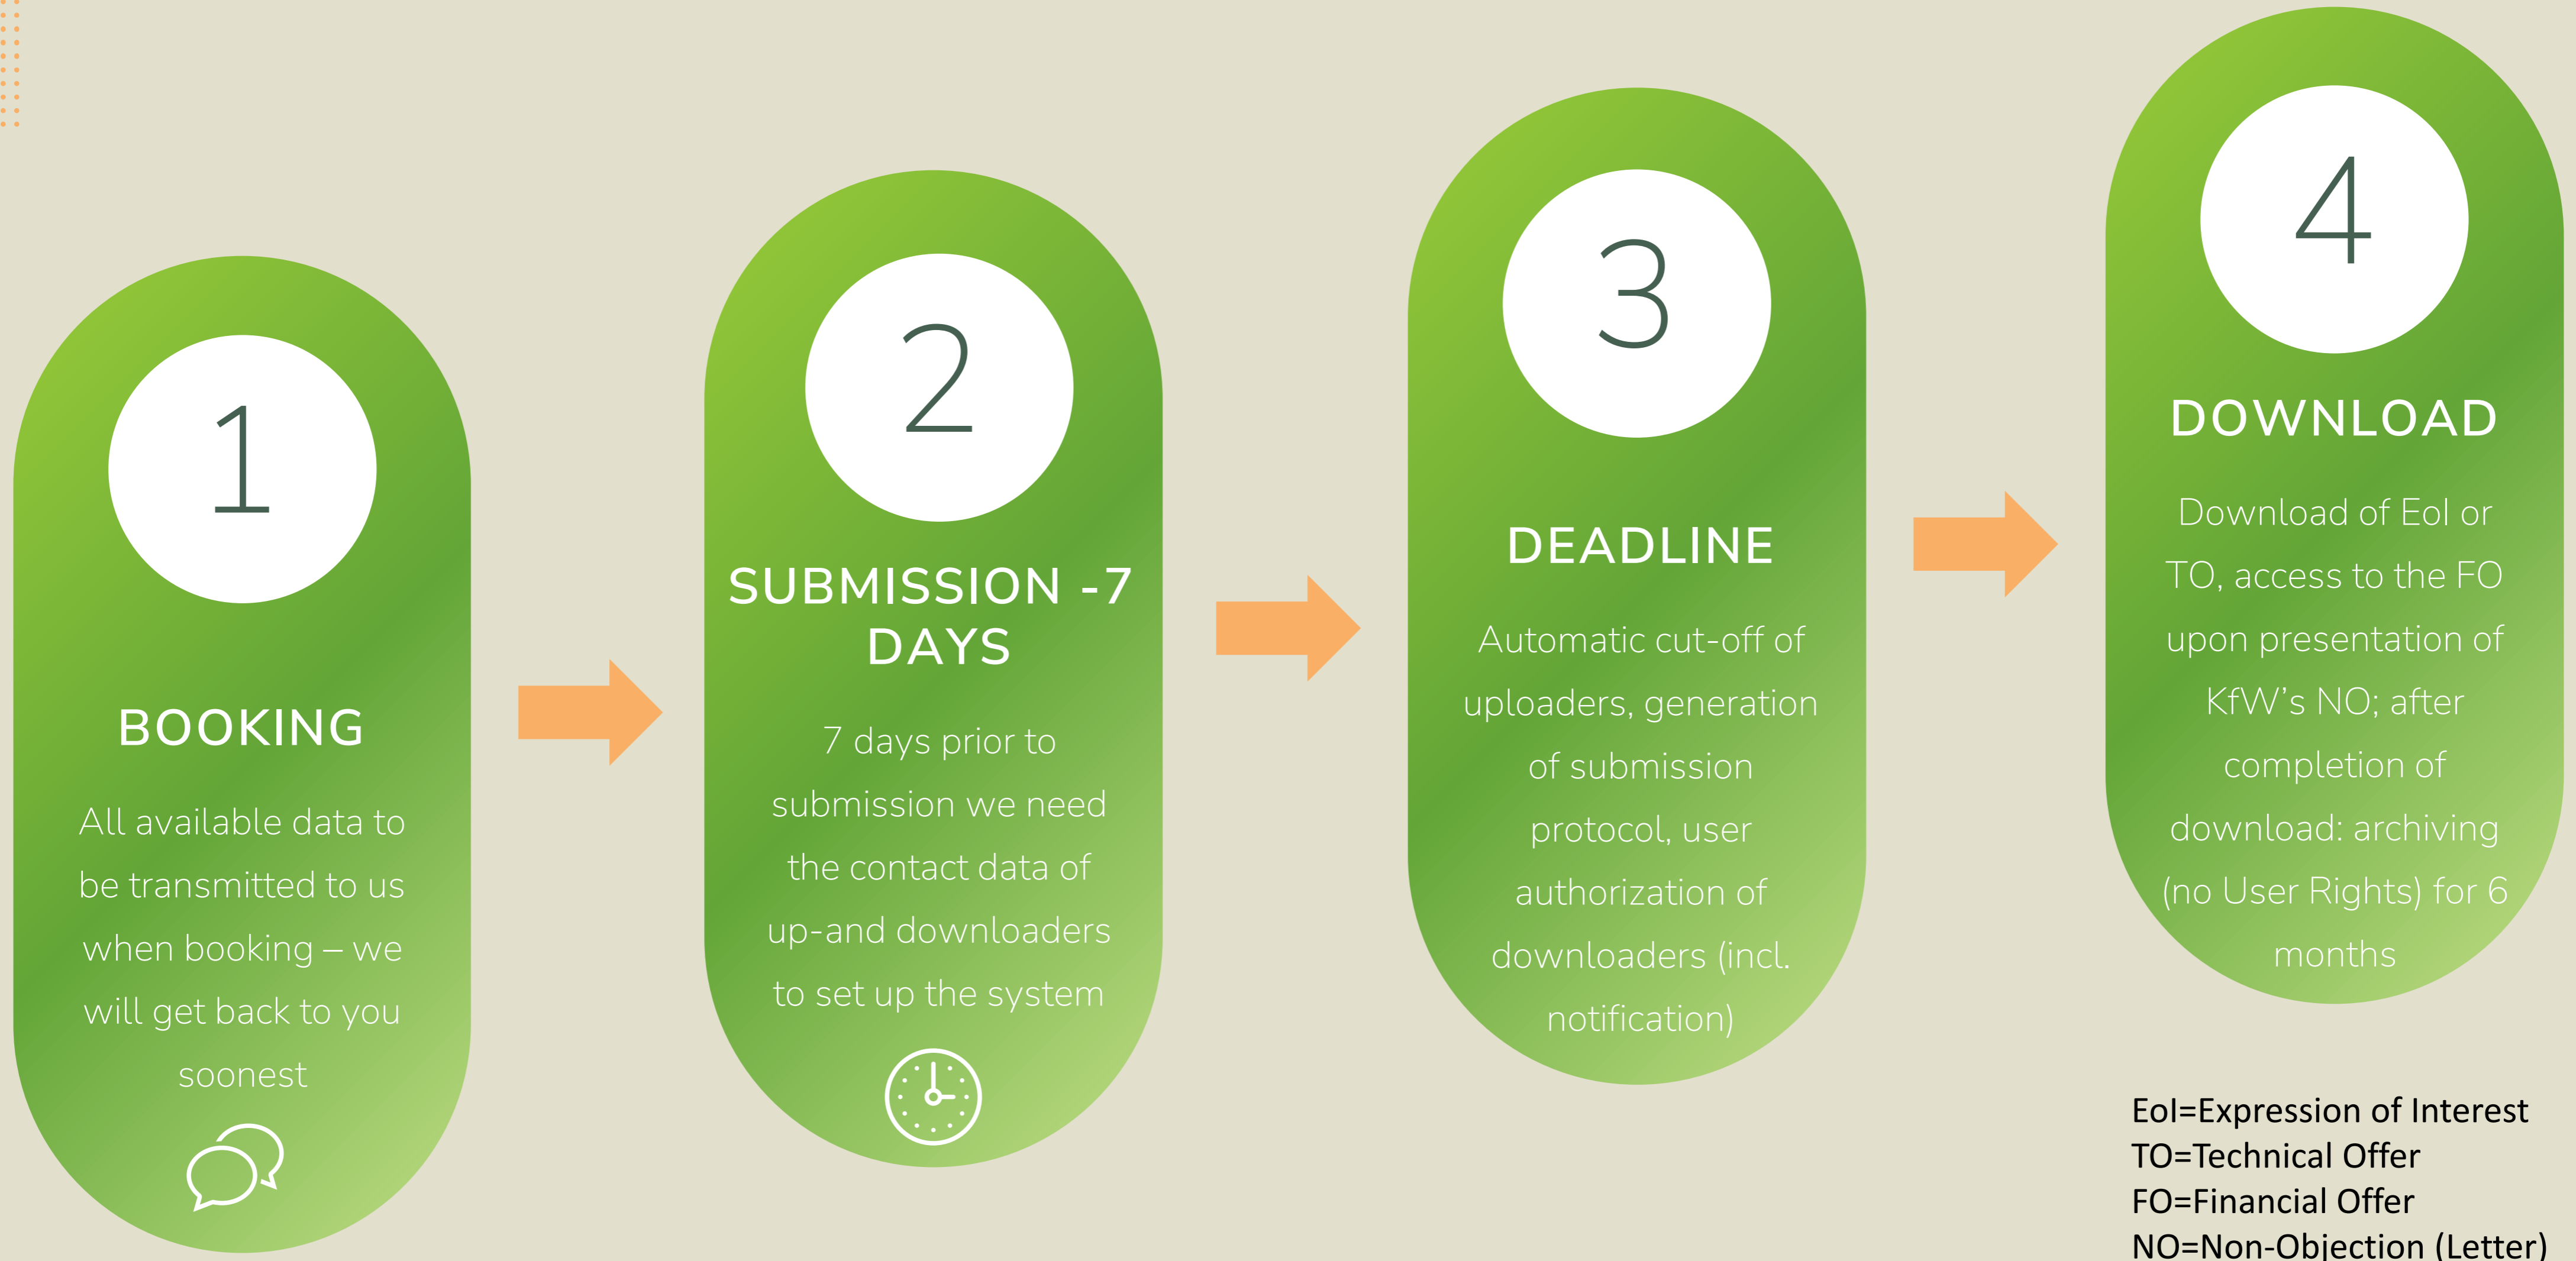 1
BOOKING
All available data to
be transmitted to us
when booking – we
will get back to you
soonest
2
SUBMISSION -7
DAYS
7 days prior to
submission we need
the contact data of
up-and downloaders
to set up the system
3
DEADLINE
Automatic cut-off of
uploaders, generation
of submission
protocol, user
authorization of
downloaders (incl.
notification)
4
DOWNLOAD
Download of EoI or
TO, access to the FO
upon presentation of
KfW’s NO; after
completion of
download: archiving
(no User Rights) for 6
months
EoI=Expression of Interest
TO=Technical Offer
FO=Financial Offer
NO=Non-Objection (Letter)